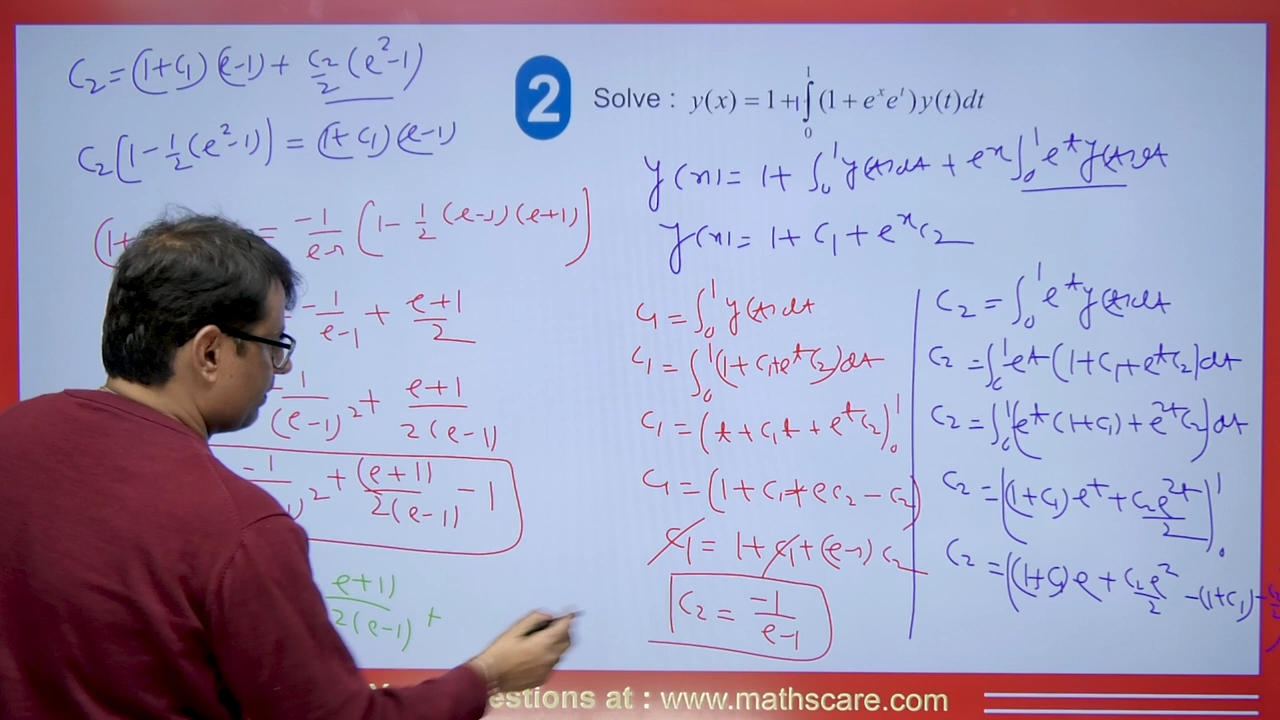 C₂ = (1+C₁)(e-1) + C₂/2 (e²-1)
C₂[1-½(e²-1)] = (1+C₁)(e-1)
= -1/(e-1) (1 - 1/2 (e-1)(e+1))
-1/(e-1) + (e+1)/2
1/(e-1)² + (e+1)/(2(e-1))
-1 ² + (e+1)/(2(e-1)) - 1
e+1)/(2(e-1)) +
2
Solve : y(x) = 1 + ∫₀¹ (1 + eˣeᵗ) y(t)dt
y(x) = 1 + ∫₀¹ y(t)dt + eˣ ∫₀¹ eᵗ y(t)dt
y(x) = 1 + C₁ + eˣC₂
C₁ = ∫₀¹ y(t)dt
C₁ = ∫₀¹ (1 + C₁ + eᵗC₂)dt
C₁ = (t + C₁t + eᵗC₂)₀¹
C₁ = (1 + C₁ + eC₂ - C₂)
C₁ = 1 + C₁ + (e-1)C₂
C₂ = -1/(e-1)
C₂ = ∫₀¹ eᵗ y(t)dt
C₂ = ∫₀¹ eᵗ (1+C₁+eᵗC₂)dt
C₂ = ∫₀¹ (eᵗ(1+C₁) + e²ᵗC₂)dt
C₂ = ((1+C₁)eᵗ + C₂e²ᵗ/2)₀¹
C₂ = ((1+C₁)e + C₂e²/2 - (1+C₁) - C₂/2)
estions at : www.mathscare.com